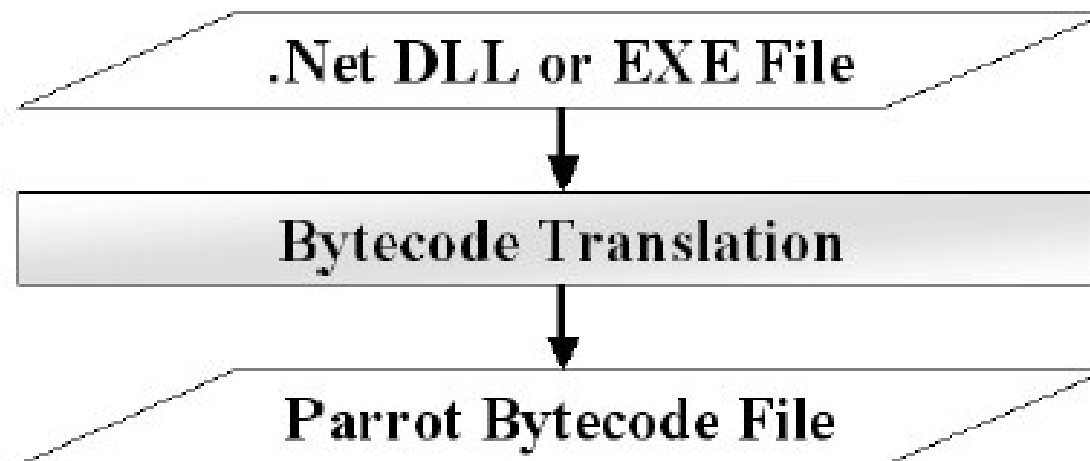 .Net DLL or EXE File
Bytecode Translation
Parrot Bytecode File